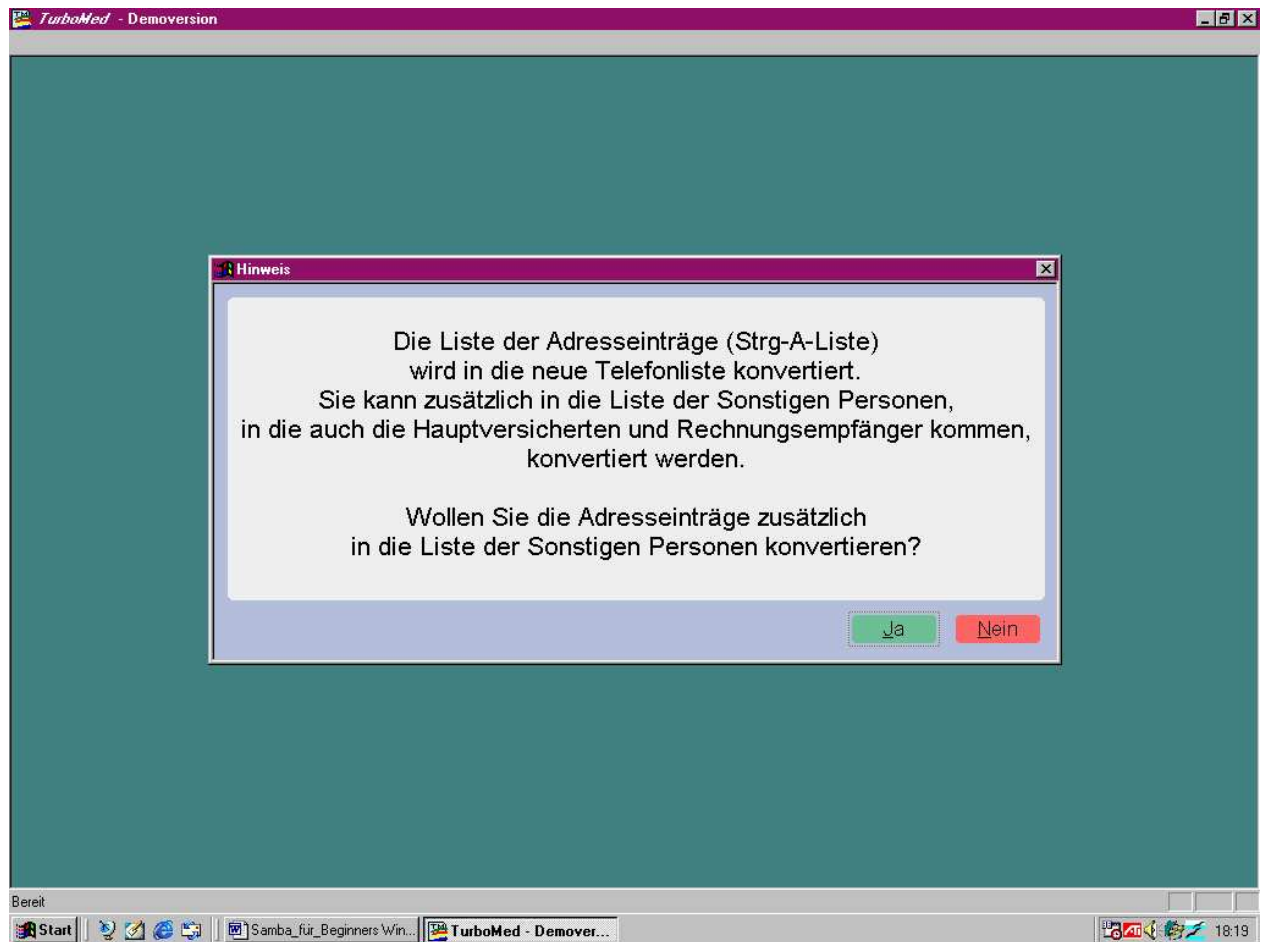 TurboMed - Demoversion
Hinweis
Die Liste der Adresseinträge (Strg-A-Liste)
wird in die neue Telefonliste konvertiert.
Sie kann zusätzlich in die Liste der Sonstigen Personen,
in die auch die Hauptversicherten und Rechnungsempfänger kommen,
konvertiert werden.
Wollen Sie die Adresseinträge zusätzlich
in die Liste der Sonstigen Personen konvertieren?
Ja Nein
Bereit
Start Samba_für_Beginners Win... TurboMed - Demover... ATI 18:19